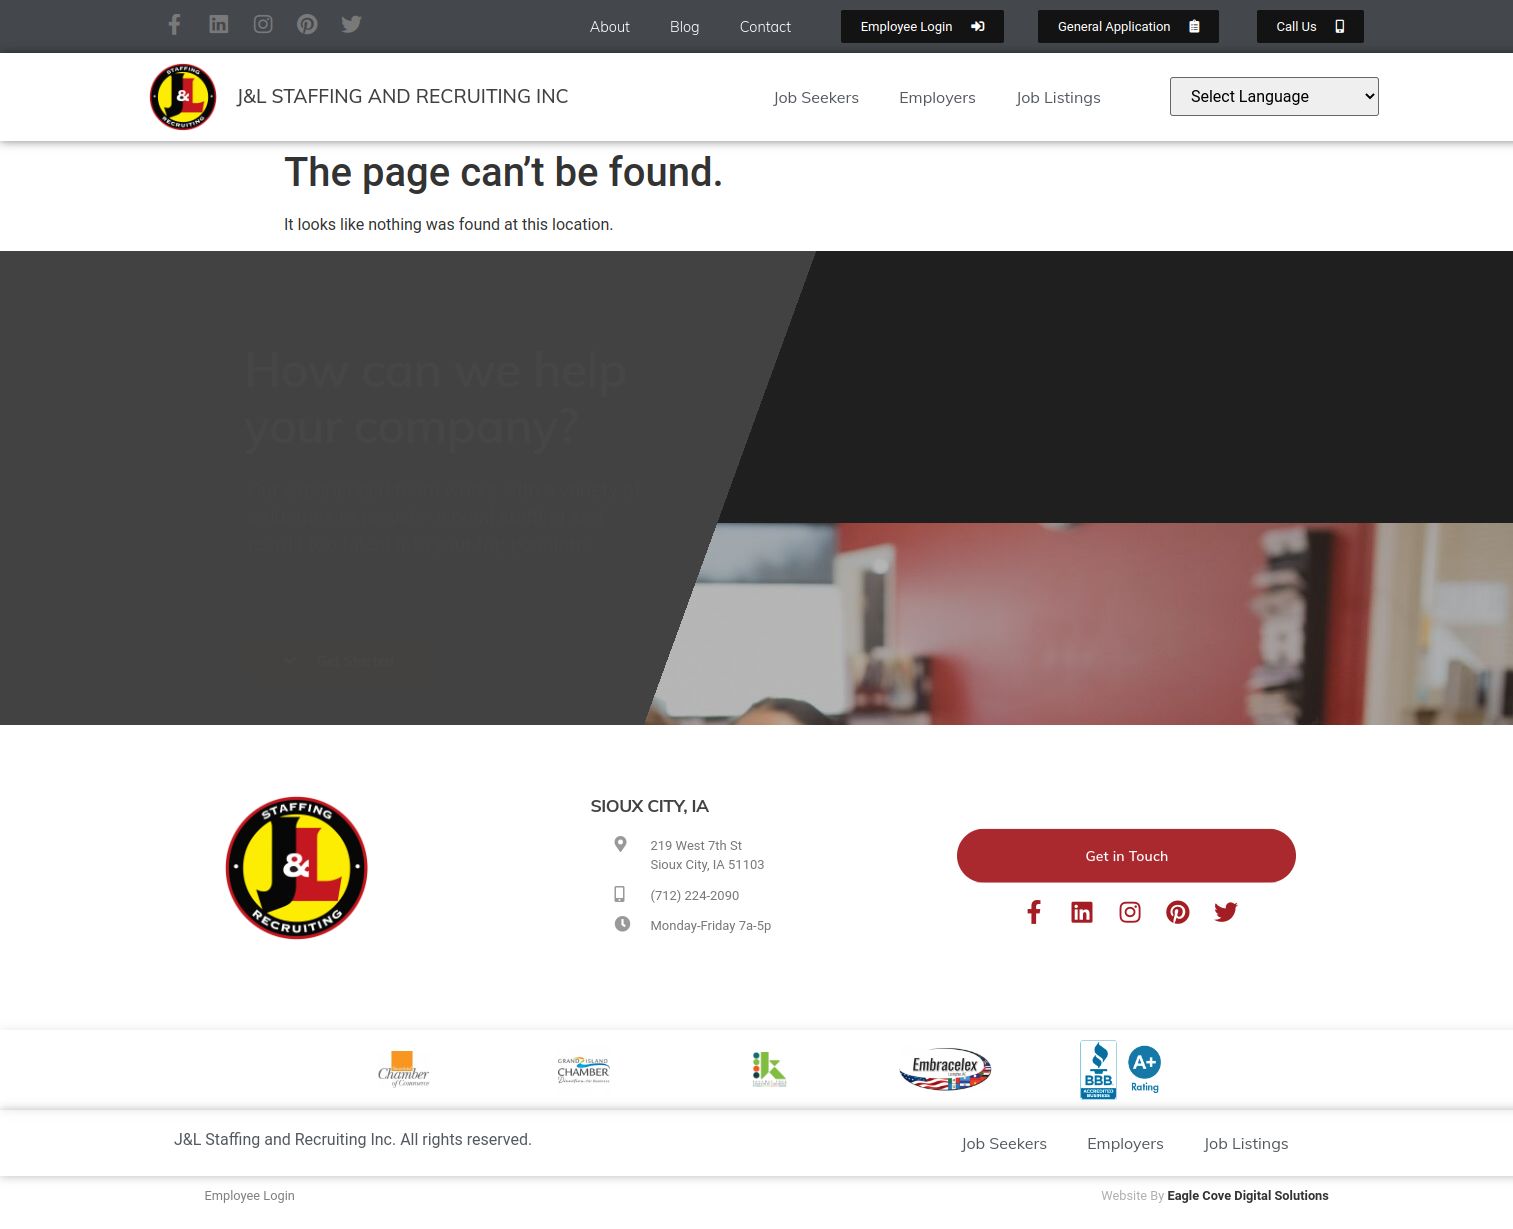 About
Blog
Contact
Employee Login
General Application
Call Us
STAFFING
J&L
RECRUITING
J&L STAFFING AND RECRUITING INC
Job Seekers
Employers
Job Listings
Select Language
The page can’t be found.
It looks like nothing was found at this location.
How can we help
your company?
Get Started
STAFFING
J&L
RECRUITING
SIOUX CITY, IA
219 West 7th St
Sioux City, IA 51103
(712) 224-2090
Monday-Friday 7a-5p
Get in Touch
Chamber
of Commerce
GRAND ISLAND
CHAMBER
k
Embracelex
BBB
ACCREDITED
BUSINESS
A+
Rating
J&L Staffing and Recruiting Inc. All rights reserved.
Job Seekers
Employers
Job Listings
Employee Login
Website By Eagle Cove Digital Solutions